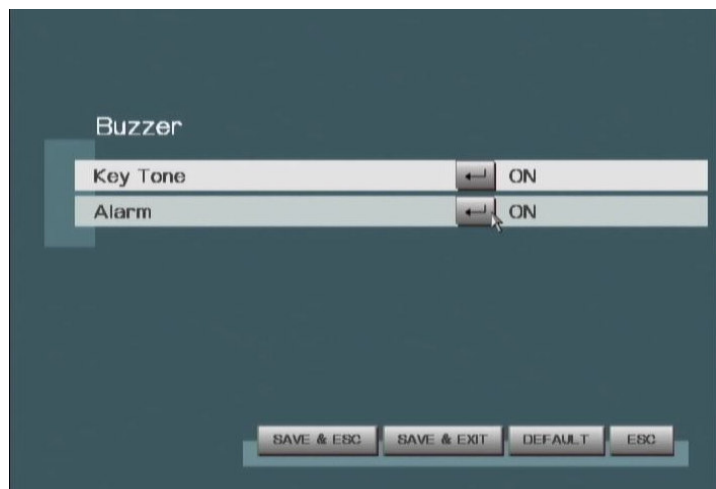 Buzzer
Key Tone ON
Alarm ON
SAVE & ESC SAVE & EXIT DEFAULT ESC